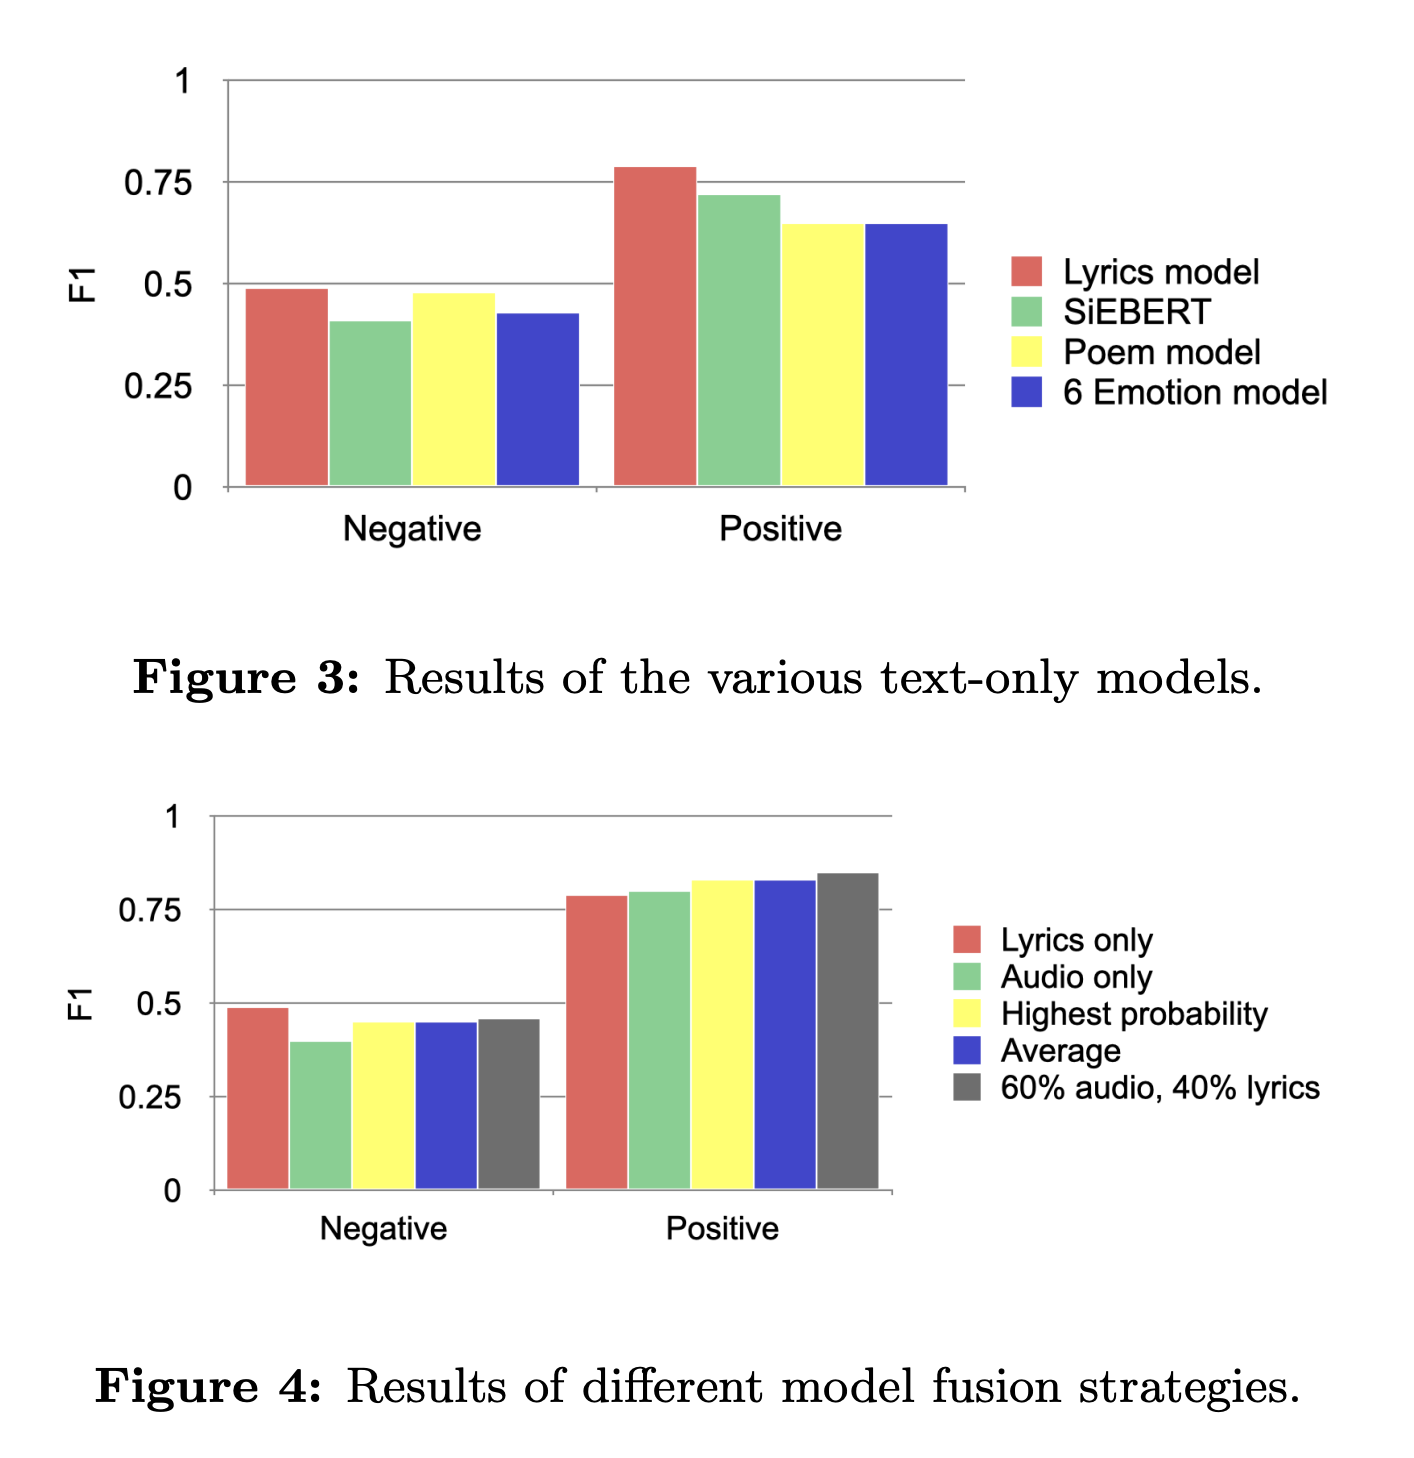 1
0.75
0.5
0.25
0
F1
Negative
Positive
Lyrics model
SiEBERT
Poem model
6 Emotion model
Figure 3: Results of the various text-only models.
1
0.75
0.5
0.25
0
F1
Negative
Positive
Lyrics only
Audio only
Highest probability
Average
60% audio, 40% lyrics
Figure 4: Results of different model fusion strategies.